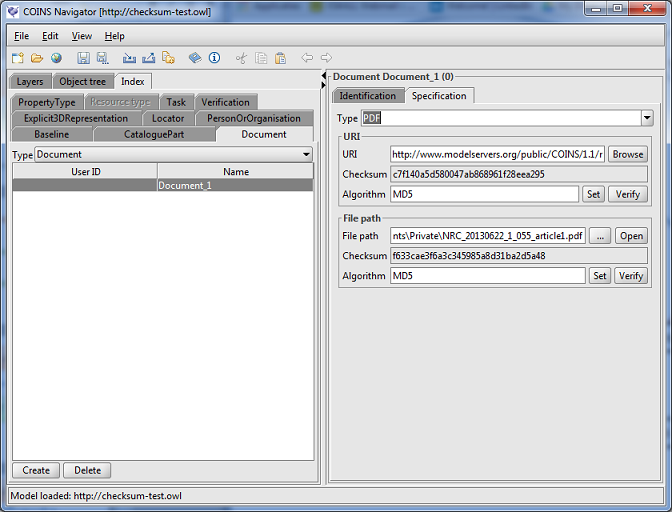 COINS Navigator [http://checksum-test.owl]
File Edit View Help
Layers Object tree Index
PropertyType Resource type Task Verification
Explicit3DRepresentation Locator PersonOrOrganisation
Baseline CataloguePart Document
Type Document
User ID Name
Document_1
Create Delete
Document Document_1 (0)
Identification Specification
Type PDF
URI
URI http://www.modelservers.org/public/COINS/1.1/r Browse
Checksum c7f140a5d580047ab868961f28eea295
Algorithm MD5 Set Verify
File path
File path nts\Private\NRC_20130622_1_055_article1.pdf ... Open
Checksum f633cae3f6a3c345985a8d31ba2d5a48
Algorithm MD5 Set Verify
Model loaded: http://checksum-test.owl